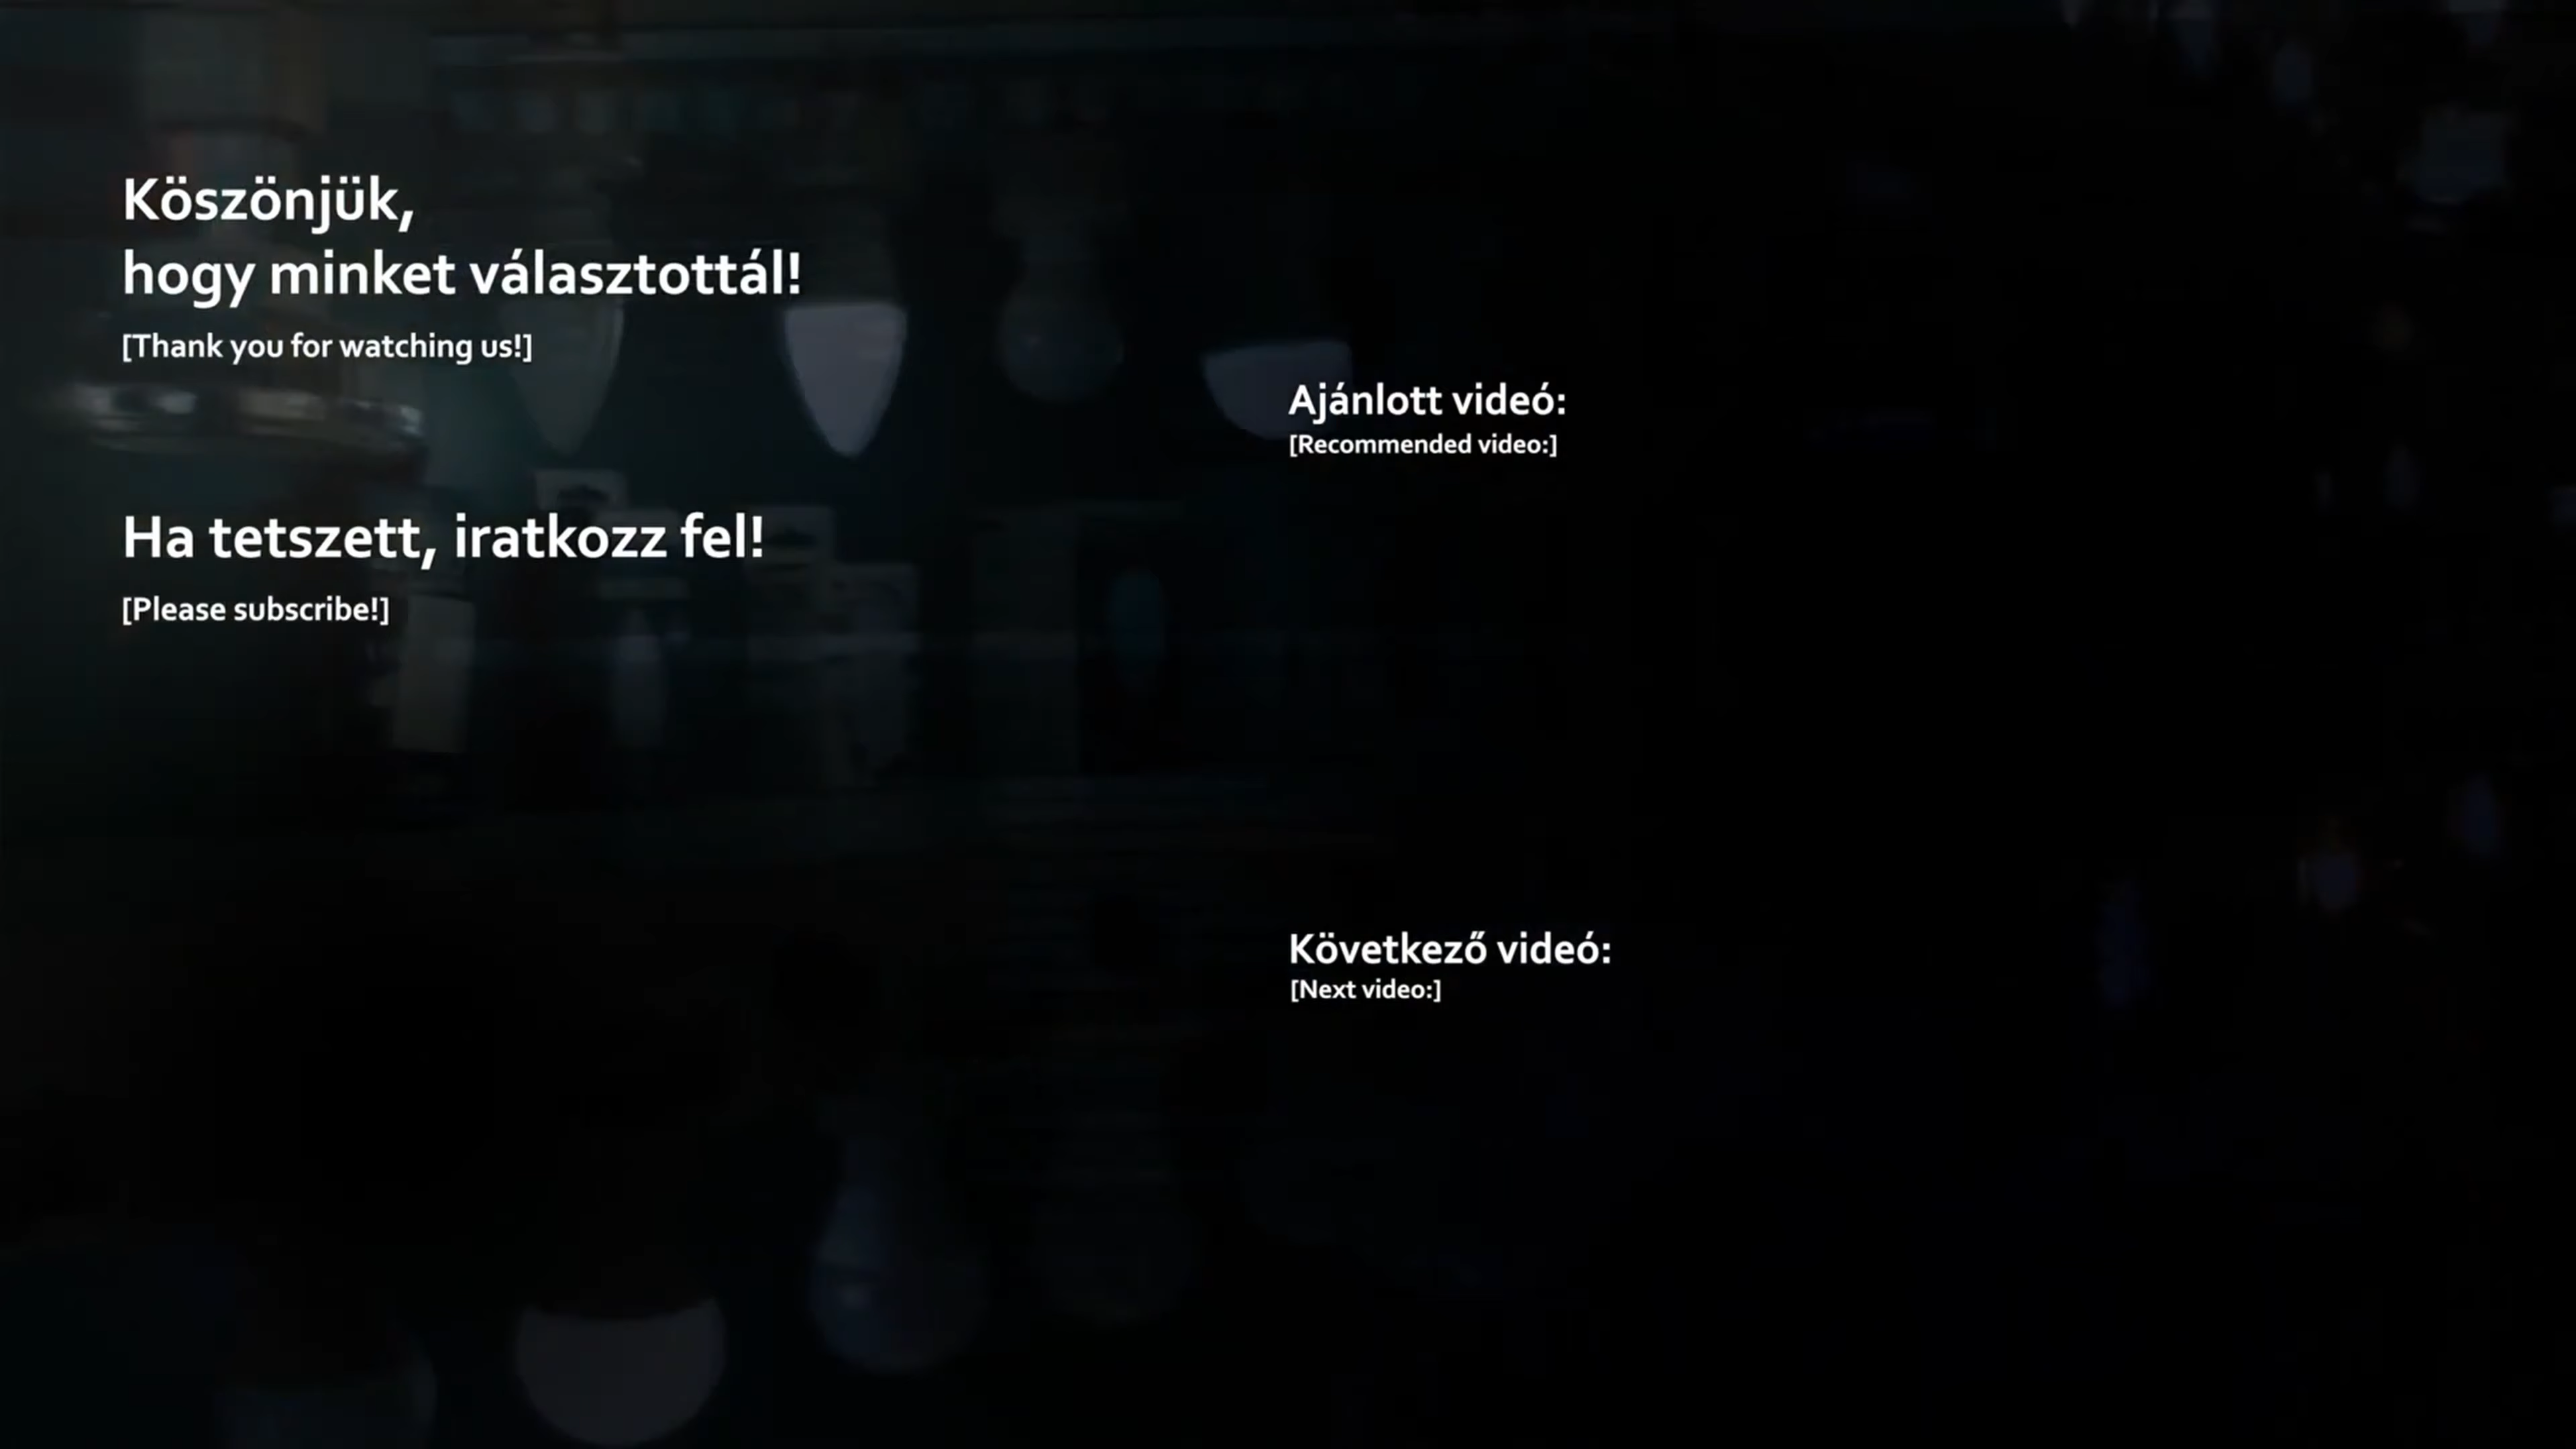 Köszönjük,
hogy minket választottál!
[Thank you for watching us!]
Ha tetszett, iratkozz fel!
[Please subscribe!]
Ajánlott videó:
[Recommended video:]
Következő videó:
[Next video:]